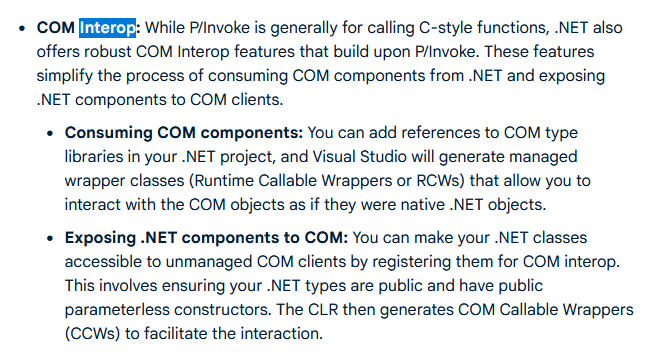 • COM Interop: While P/Invoke is generally for calling C-style functions, .NET also
offers robust COM Interop features that build upon P/Invoke. These features
simplify the process of consuming COM components from .NET and exposing
.NET components to COM clients.
• Consuming COM components: You can add references to COM type
libraries in your .NET project, and Visual Studio will generate managed
wrapper classes (Runtime Callable Wrappers or RCWs) that allow you to
interact with the COM objects as if they were native .NET objects.
• Exposing .NET components to COM: You can make your .NET classes
accessible to unmanaged COM clients by registering them for COM interop.
This involves ensuring your .NET types are public and have public
parameterless constructors. The CLR then generates COM Callable Wrappers
(CCWs) to facilitate the interaction.